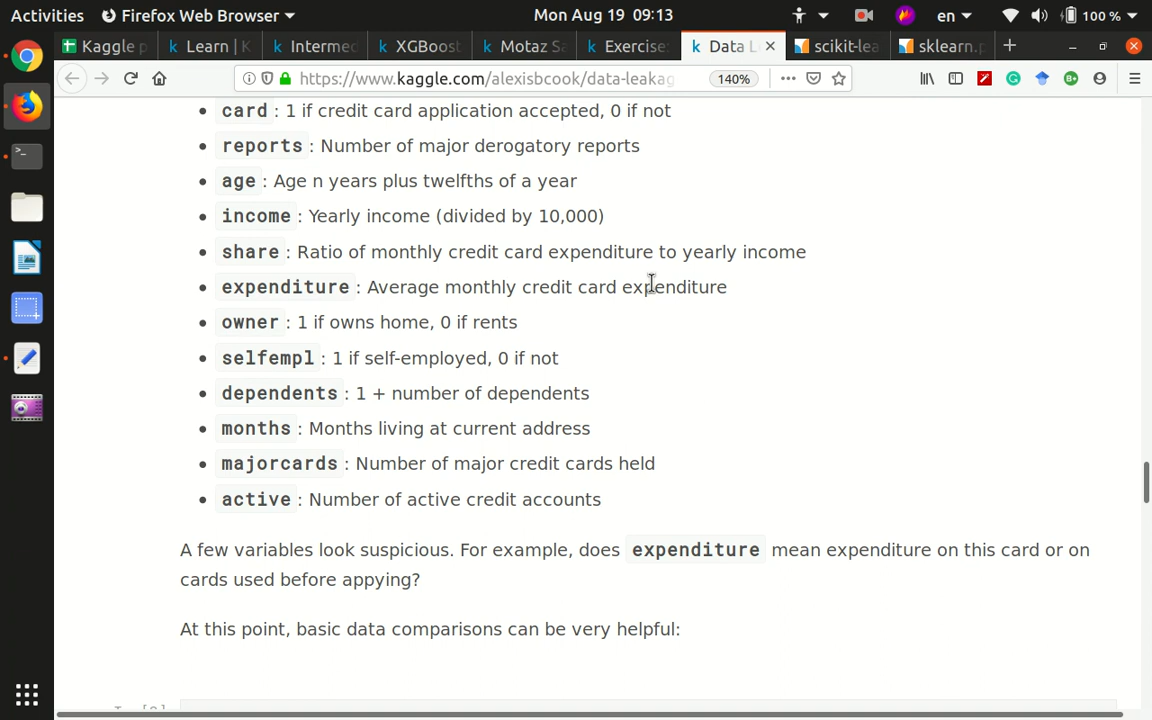 Activities Firefox Web Browser Mon Aug 19 09:13 en 100 %
Kaggle p Learn | K Intermed XGBoost Motaz Sa Exercise: Data L scikit-lea sklearn.p
https://www.kaggle.com/alexisbcook/data-leakag 140%
card : 1 if credit card application accepted, 0 if not
reports : Number of major derogatory reports
age : Age n years plus twelfths of a year
income : Yearly income (divided by 10,000)
share : Ratio of monthly credit card expenditure to yearly income
expenditure : Average monthly credit card expenditure
owner : 1 if owns home, 0 if rents
selfempl : 1 if self-employed, 0 if not
dependents : 1 + number of dependents
months : Months living at current address
majorcards : Number of major credit cards held
active : Number of active credit accounts
A few variables look suspicious. For example, does expenditure mean expenditure on this card or on
cards used before appying?
At this point, basic data comparisons can be very helpful: